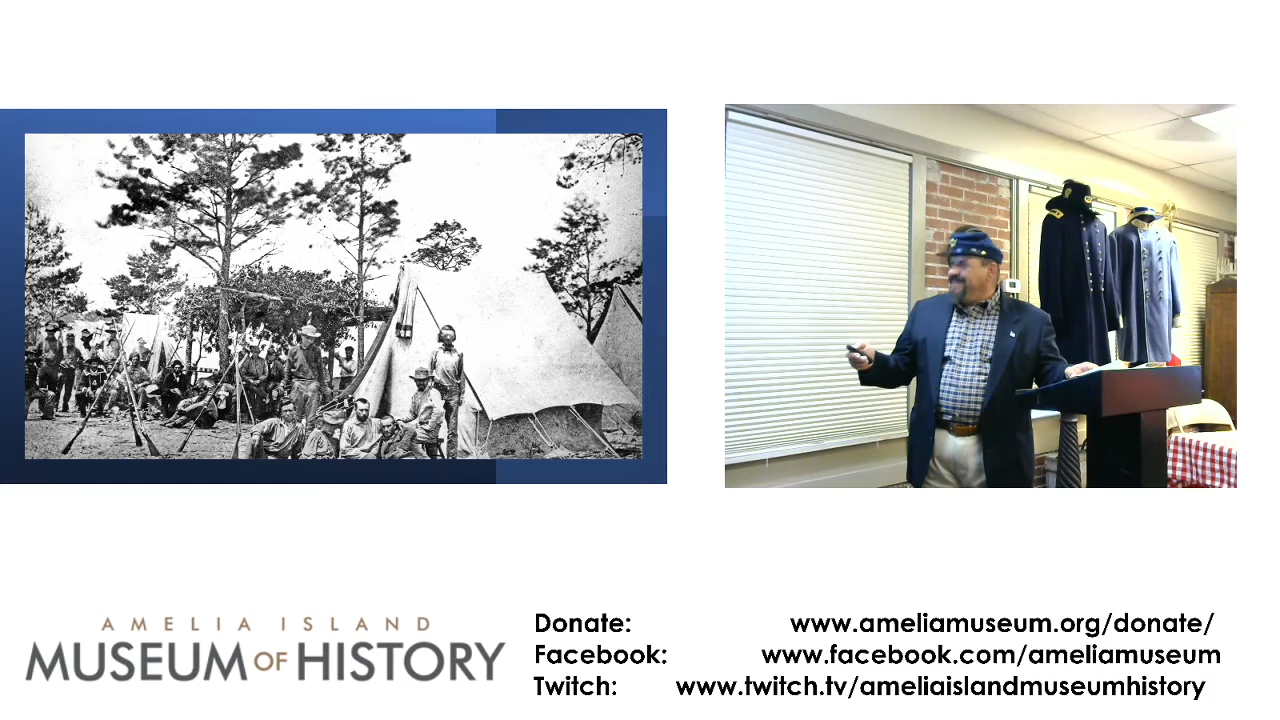 AMELIA ISLAND
MUSEUM OF HISTORY
Donate: www.ameliamuseum.org/donate/
Facebook: www.facebook.com/ameliamuseum
Twitch: www.twitch.tv/ameliaislandmuseumhistory